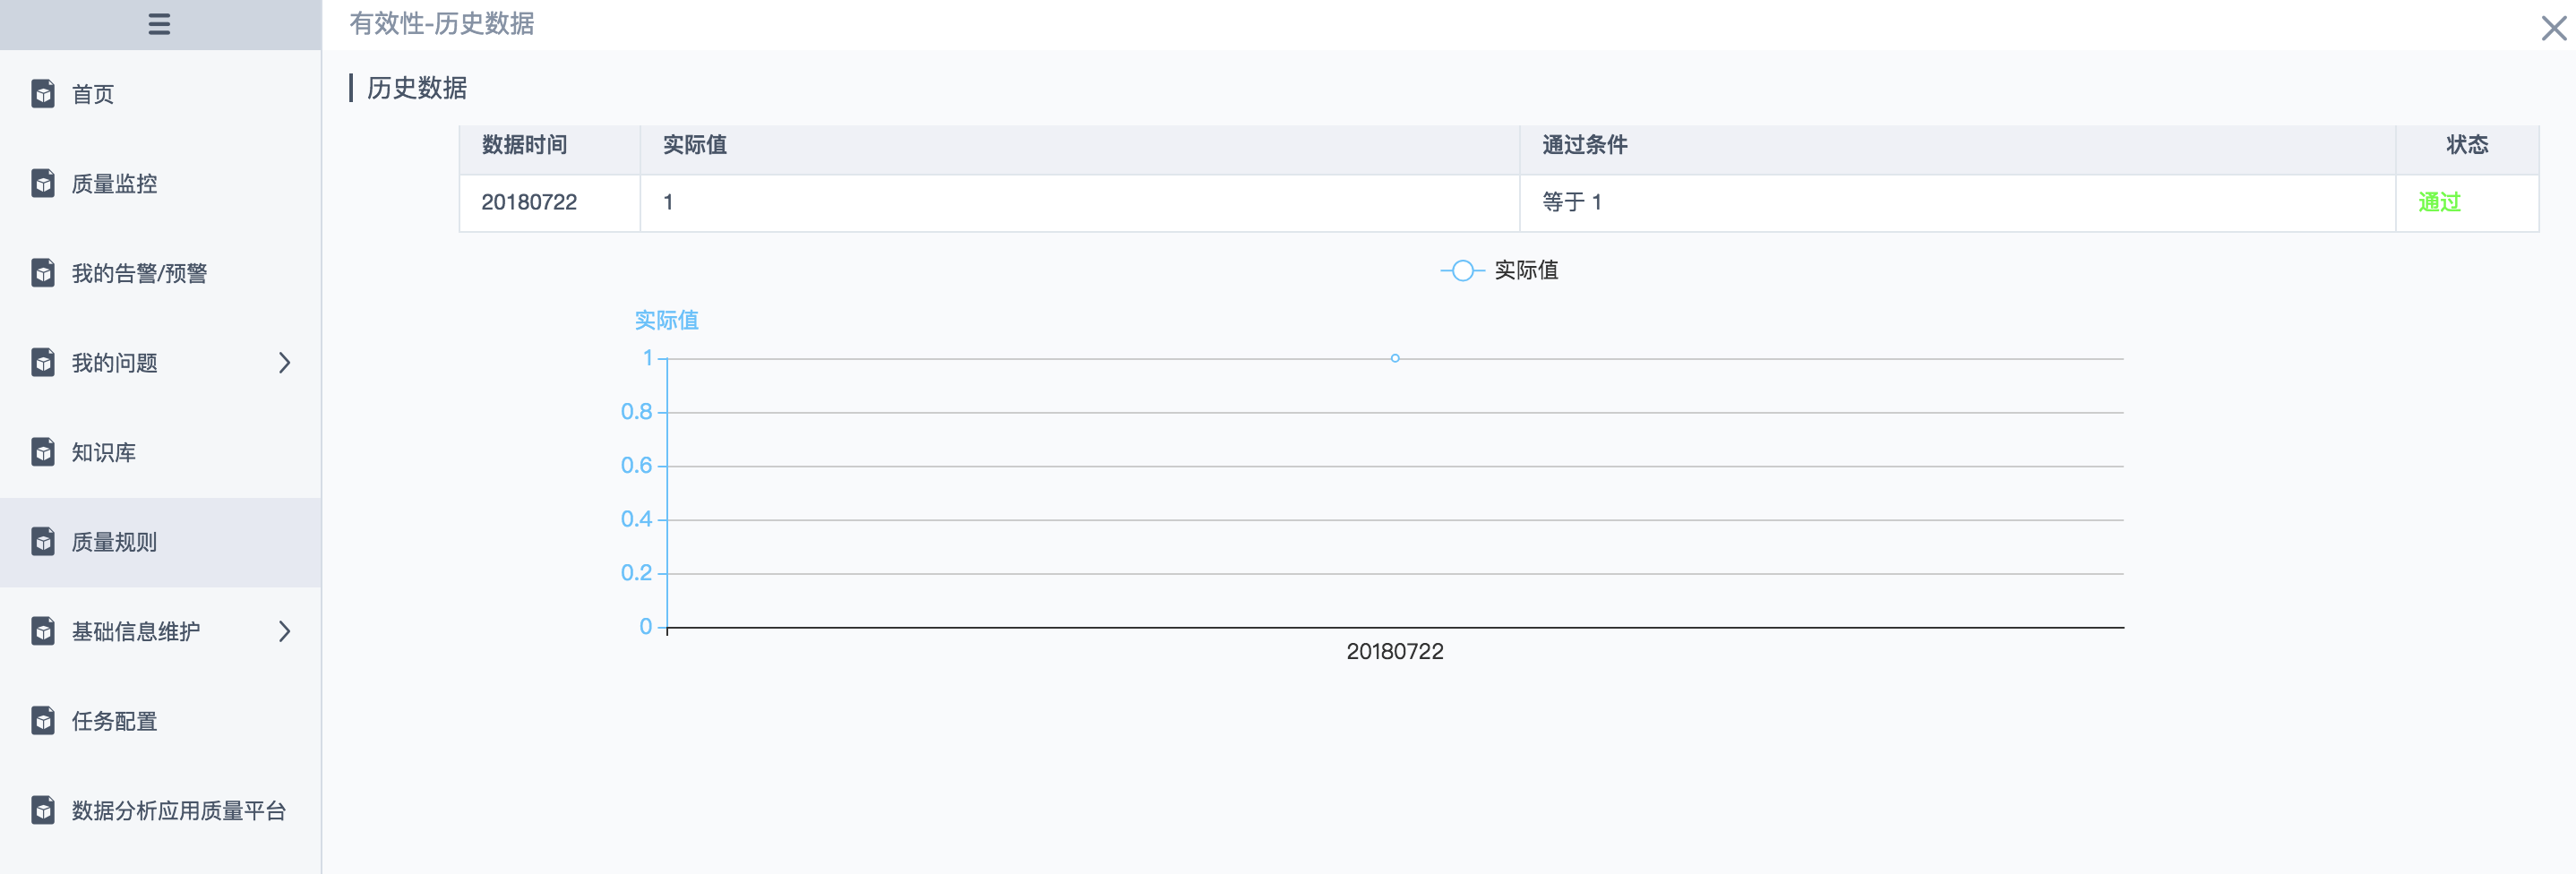 有效性-历史数据
首页
质量监控
我的告警/预警
我的问题
知识库
质量规则
基础信息维护
任务配置
数据分析应用质量平台
历史数据
数据时间 实际值 通过条件 状态
20180722 1 等于 1 通过
实际值
实际值
1
0.8
0.6
0.4
0.2
0
20180722